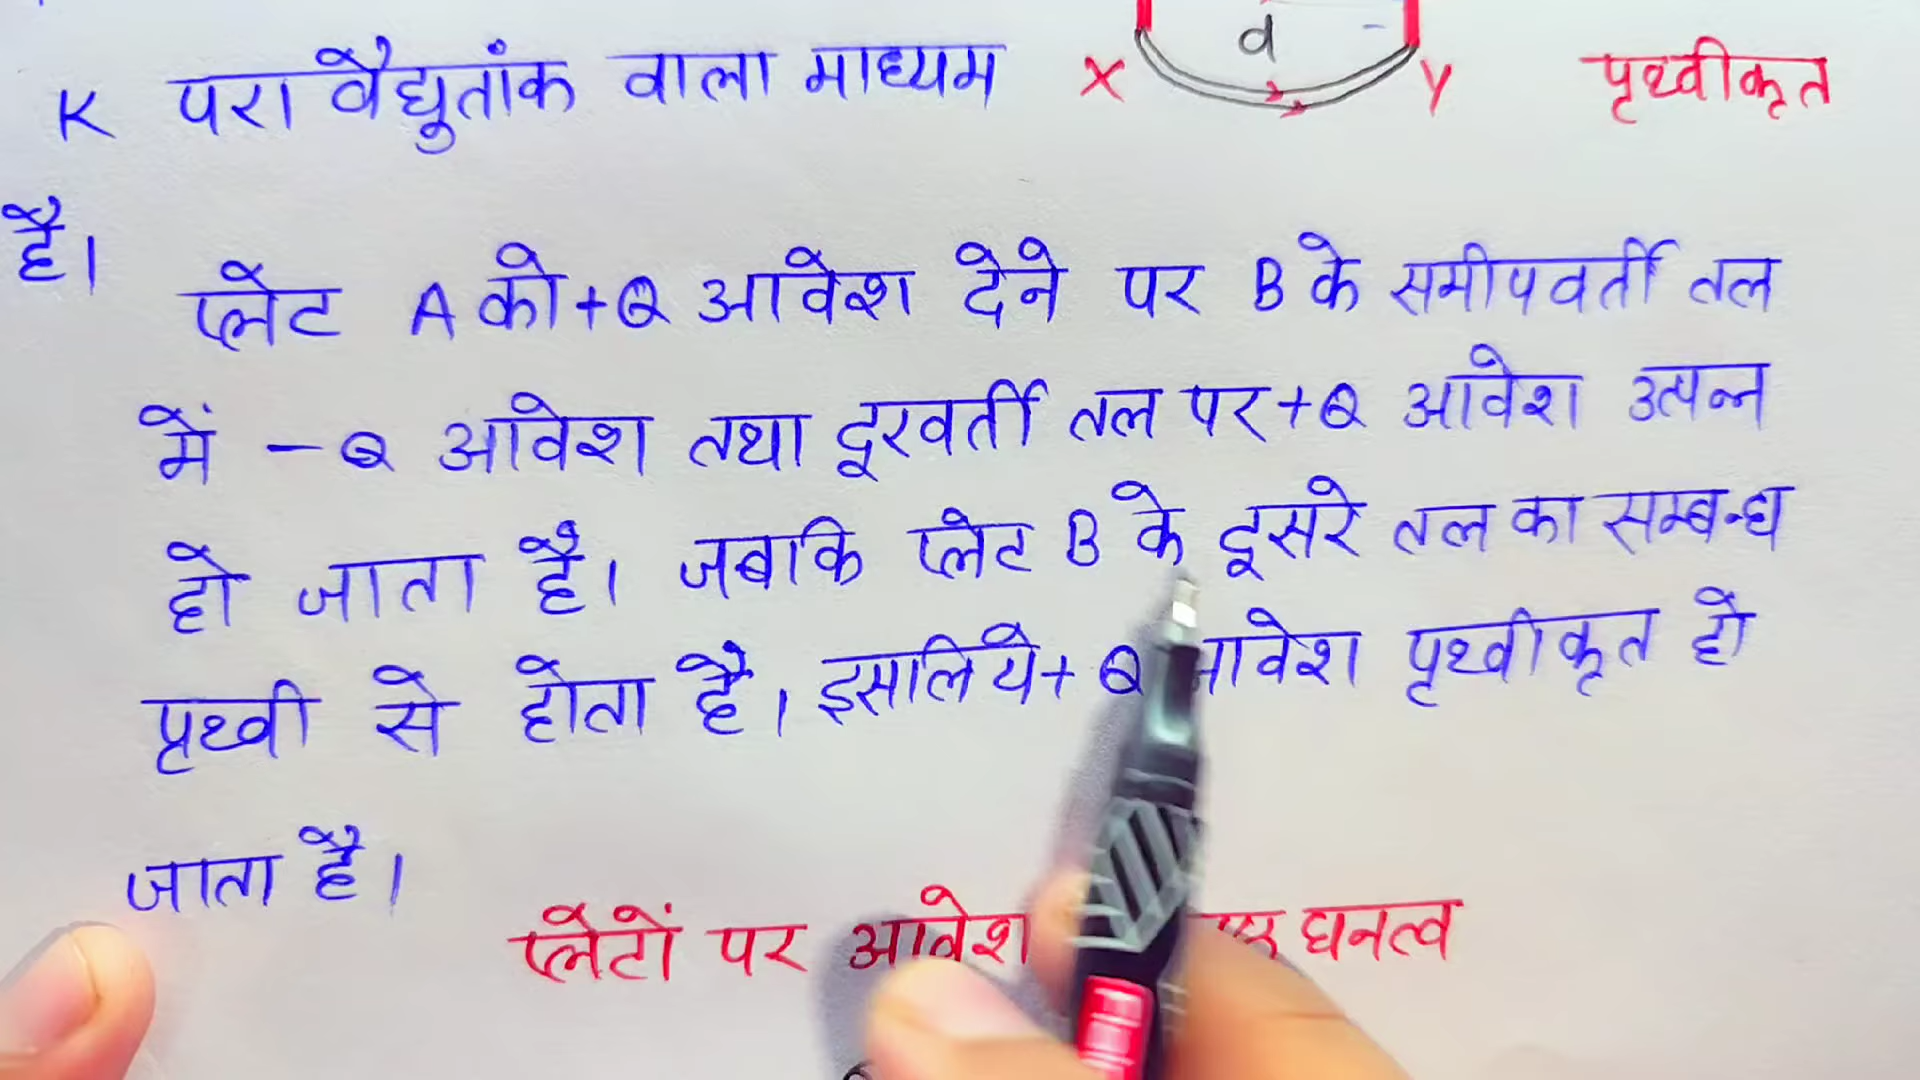 K परावैद्युतांक वाला माध्यम X d Y पृथ्वीकृत
है।
प्लेट A को +Q आवेश देने पर B के समीपवर्ती तल
में -Q आवेश तथा दूरवर्ती तल पर +Q आवेश उत्पन्न
हो जाता है। जबकि प्लेट B के दूसरे तल का सम्बन्ध
पृथ्वी से होता है। इसलिये +Q आवेश पृथ्वीकृत हो
जाता है।
प्लेटों पर आवेश घनत्व